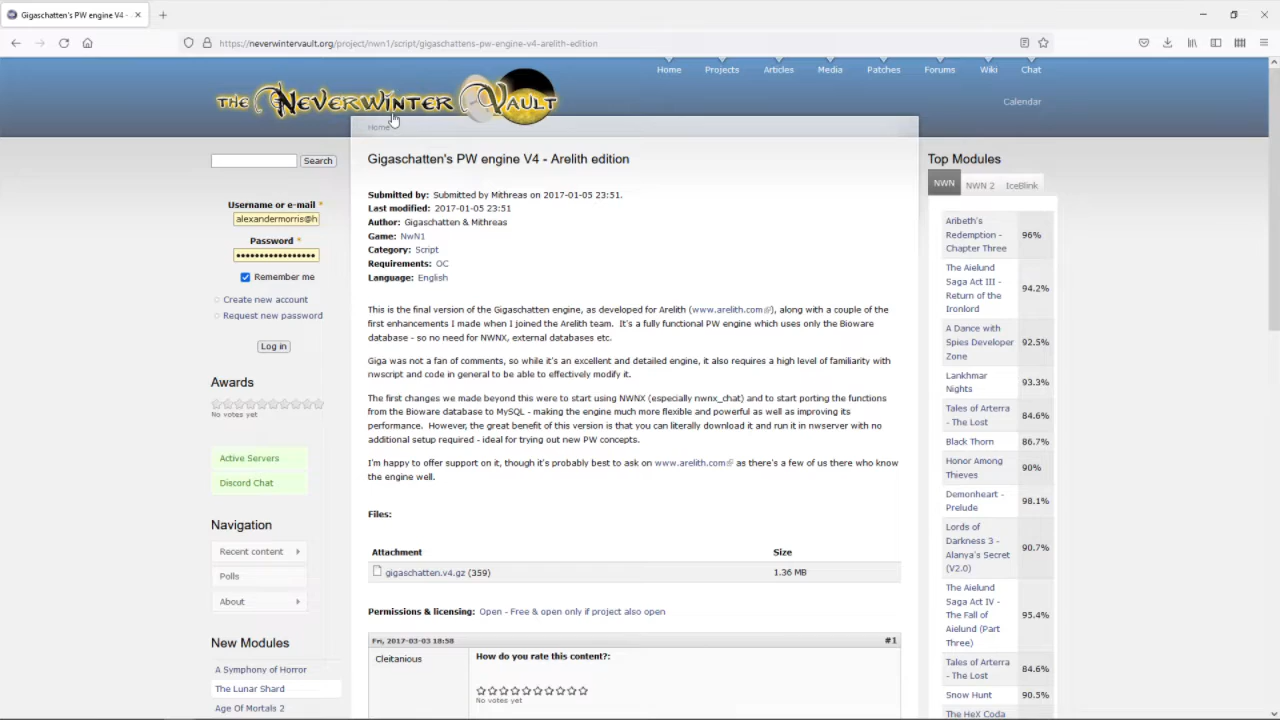 Gigaschatten's PW engine V4 -
https://neverwintervault.org/project/nwn1/script/gigaschattens-pw-engine-v4-arelith-edition
Home
Projects
Articles
Media
Patches
Forums
Wiki
Chat
Calendar
THE NEVERWINTER VAULT
Home
Search
Username or e-mail *
alexandermorris@h
Password *
Remember me
Create new account
Request new password
Log in
Awards
No votes yet
Active Servers
Discord Chat
Navigation
Recent content
Polls
About
New Modules
A Symphony of Horror
The Lunar Shard
Age Of Mortals 2
Gigaschatten's PW engine V4 - Arelith edition
Submitted by: Submitted by Mithreas on 2017-01-05 23:51.
Last modified: 2017-01-05 23:51
Author: Gigaschatten & Mithreas
Game: NwN1
Category: Script
Requirements: OC
Language: English
This is the final version of the Gigaschatten engine, as developed for Arelith (www.arelith.com), along with a couple of the
first enhancements I made when I joined the Arelith team. It's a fully functional PW engine which uses only the Bioware
database - so no need for NWNX, external databases etc.
Giga was not a fan of comments, so while it's an excellent and detailed engine, it also requires a high level of familiarity with
nwscript and code in general to be able to effectively modify it.
The first changes we made beyond this were to start using NWNX (especially nwnx_chat) and to start porting the functions
from the Bioware database to MySQL - making the engine much more flexible and powerful as well as improving its
performance. However, the great benefit of this version is that you can literally download it and run it in nwserver with no
additional setup required - ideal for trying out new PW concepts.
I'm happy to offer support on it, though it's probably best to ask on www.arelith.com as there's a few of us there who know
the engine well.
Files:
Attachment Size
gigaschatten.v4.gz (359) 1.36 MB
Permissions & licensing: Open - Free & open only if project also open
Fri, 2017-03-03 18:58 #1
Cleitanious
How do you rate this content?:
No votes yet
Top Modules
NWN NWN 2 IceBlink
Aribeth's
Redemption - 96%
Chapter Three
The Aielund
Saga Act III - 94.2%
Return of the
Ironlord
A Dance with
Spies Developer 92.5%
Zone
Lankhmar 93.3%
Nights
Tales of Arterra 84.6%
- The Lost
Black Thorn 86.7%
Honor Among 90%
Thieves
Demonheart - 98.1%
Prelude
Lords of
Darkness 3 - 90.7%
Alanya's Secret
(V2.0)
The Aielund
Saga Act IV -
The Fall of 95.4%
Aielund (Part
Three)
Tales of Arterra 84.6%
- The Lost
Snow Hunt 90.5%
The HeX Coda